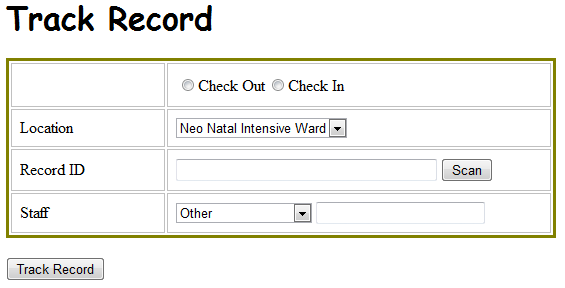 Track Record
Check Out Check In
Location Neo Natal Intensive Ward
Record ID Scan
Staff Other
Track Record